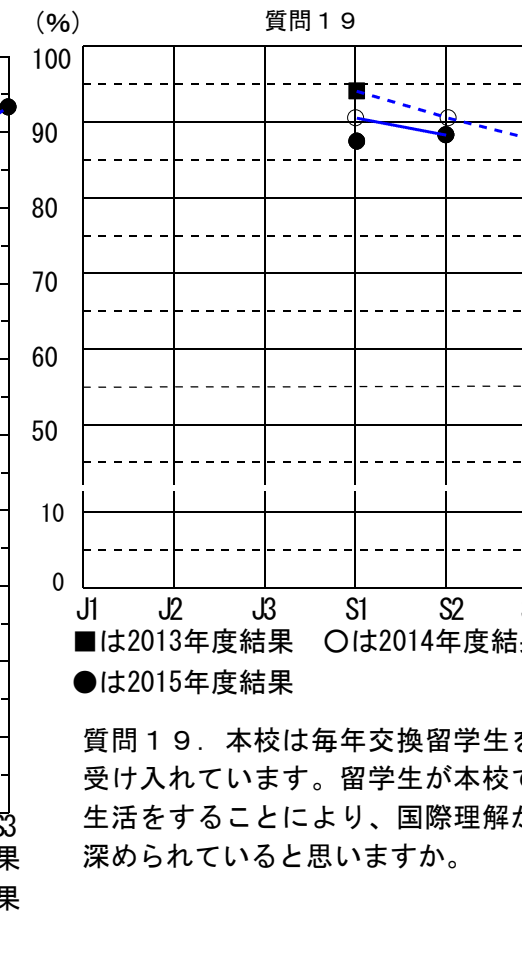 (%)
質問１９
100
90
80
70
60
50
10
0
J1 J2 J3 S1 S2
■は2013年度結果　○は2014年度結
●は2015年度結果
質問１９．本校は毎年交換留学生
受け入れています。留学生が本校
生活をすることにより、国際理解
深められていると思いますか。
3
果
果